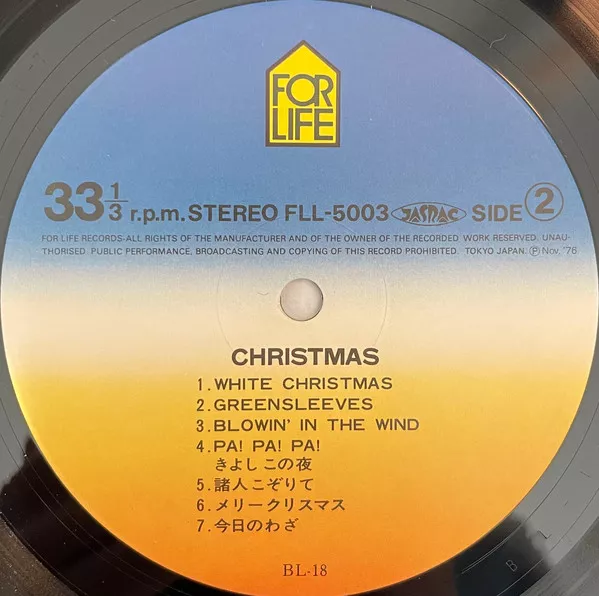 FOR
LIFE
33 1/3 r.p.m. STEREO FLL-5003 JASRAC SIDE 2
FOR LIFE RECORDS-ALL RIGHTS OF THE MANUFACTURER AND OF THE OWNER OF THE RECORDED WORK RESERVED. UNAU-
THORISED. PUBLIC PERFORMANCE, BROADCASTING AND COPYING OF THIS RECORD PROHIBITED. TOKYO JAPAN. Ⓟ Nov, '76
CHRISTMAS
1. WHITE CHRISTMAS
2. GREENSLEEVES
3. BLOWIN' IN THE WIND
4. PA! PA! PA!
きよしこの夜
5. 諸人こぞりて
6. メリークリスマス
7. 今日のわざ
BL-18
B